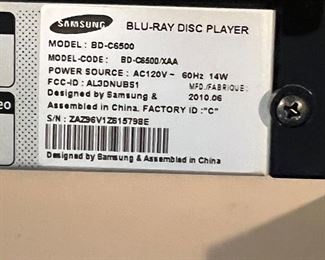 SAMSUNG BLU-RAY DISC PLAYER
MODEL : BD-C6500
MODEL-CODE : BD-C6500/XAA
POWER SOURCE : AC120V ~ 60Hz 14W
FCC-ID : A3LDNUBS1 MFD./FABRIQUE :
Designed by Samsung & 2010.06
Assembled in China. FACTORY ID :"C"
S/N : ZAZ96V1Z615798E
Designed by Samsung & Assembled in China